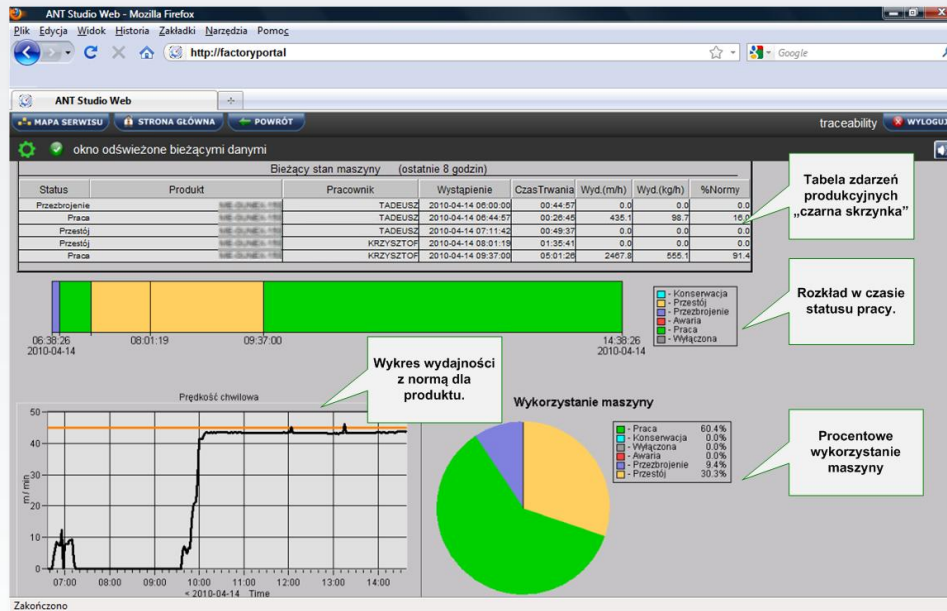 ANT Studio Web - Mozilla Firefox
Plik Edycja Widok Historia Zakładki Narzędzia Pomoc
http://factoryportal
Google
ANT Studio Web
MAPA SERWISU STRONA GŁÓWNA POWRÓT traceability WYLOGUJ
okno odświeżone bieżącymi danymi
Bieżący stan maszyny (ostatnie 8 godzin)
Status Produkt Pracownik Wystąpienie CzasTrwania Wyd.(m/h) Wyd.(kg/h) %Normy
Przezbrojenie TADEUSZ 2010-04-14 06:00:00 00:44:57 0.0 0.0 0.0
Praca TADEUSZ 2010-04-14 06:44:57 00:26:45 435.1 98.7 16.0
Przestój TADEUSZ 2010-04-14 07:11:42 00:49:37 0.0 0.0 0.0
Przestój KRZYSZTOF 2010-04-14 08:01:19 01:35:41 0.0 0.0 0.0
Praca KRZYSZTOF 2010-04-14 09:37:00 05:01:26 2467.8 555.1 91.4
Tabela zdarzeń
produkcyjnych
„czarna skrzynka”
- Konserwacja
- Przestój
- Przezbrojenie
- Awaria
- Praca
- Wyłączona
Rozkład w czasie
statusu pracy.
06:38:26 08:01:19 09:37:00 14:38:26
2010-04-14 2010-04-14
Wykres wydajności
z normą dla
produktu.
Prędkość chwilowa
50
40
30
20
10
0
m / min
07:00 08:00 09:00 10:00 11:00 12:00 13:00 14:00
< 2010-04-14 Time
Wykorzystanie maszyny
- Praca 60.4%
- Konserwacja 0.0%
- Wyłączona 0.0%
- Awaria 0.0%
- Przezbrojenie 9.4%
- Przestój 30.3%
Procentowe
wykorzystanie
maszyny
Zakończono